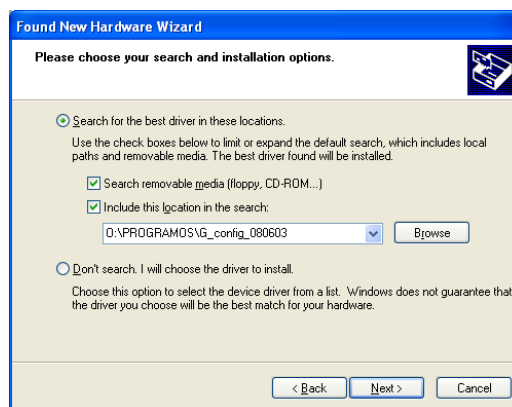 Found New Hardware Wizard
Please choose your search and installation options.
Search for the best driver in these locations.
Use the check boxes below to limit or expand the default search, which includes local
paths and removable media. The best driver found will be installed.
Search removable media (floppy, CD-ROM...)
Include this location in the search:
O:\PROGRAMOS\G_config_080603
Browse
Don't search. I will choose the driver to install.
Choose this option to select the device driver from a list. Windows does not guarantee that
the driver you choose will be the best match for your hardware.
< Back
Next >
Cancel